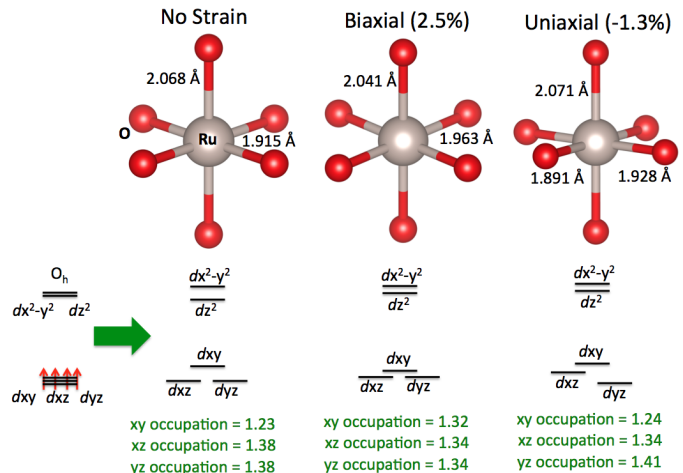 No Strain
Biaxial (2.5%)
Uniaxial (-1.3%)
2.068 Å
2.041 Å
2.071 Å
O
Ru
1.915 Å
1.963 Å
1.891 Å
1.928 Å
Oh
dx²-y² dz²
dxy dxz dyz
dx²-y²
dz²
dxy
dxz dyz
xy occupation = 1.23
xz occupation = 1.38
yz occupation = 1.38
dx²-y²
dz²
dxy
dxz dyz
xy occupation = 1.32
xz occupation = 1.34
yz occupation = 1.34
dx²-y²
dz²
dxy
dxz
dyz
xy occupation = 1.24
xz occupation = 1.34
yz occupation = 1.41